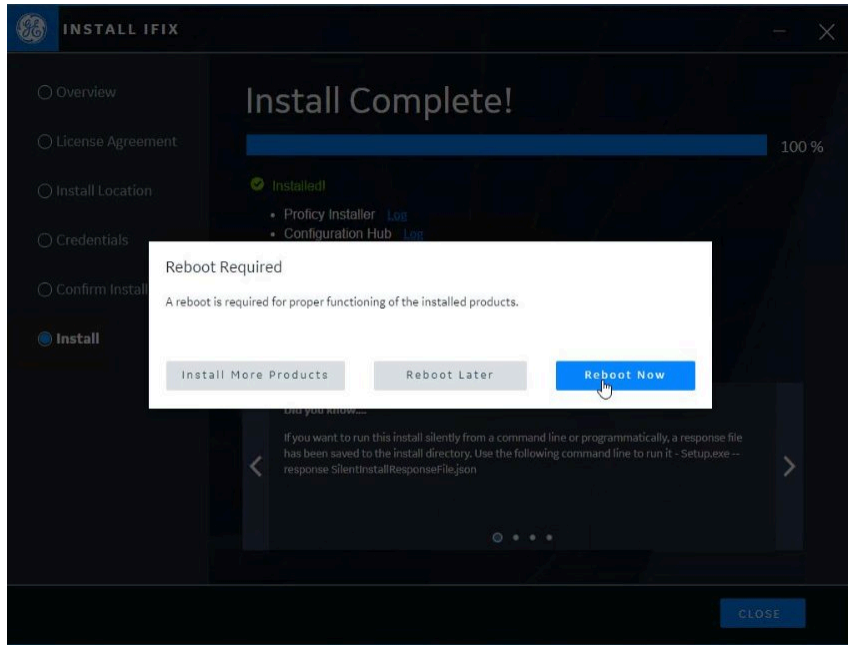 INSTALL IFIX
Overview
License Agreement
Install Location
Credentials
Confirm Install
Install
Install Complete!
100 %
Installed!
Proficy Installer Log
Configuration Hub Log
Reboot Required
A reboot is required for proper functioning of the installed products.
Install More Products
Reboot Later
Reboot Now
Did you know....
If you want to run this install silently from a command line or programmatically, a response file
has been saved to the install directory. Use the following command line to run it - Setup.exe --
response SilentInstallResponseFile.json
CLOSE